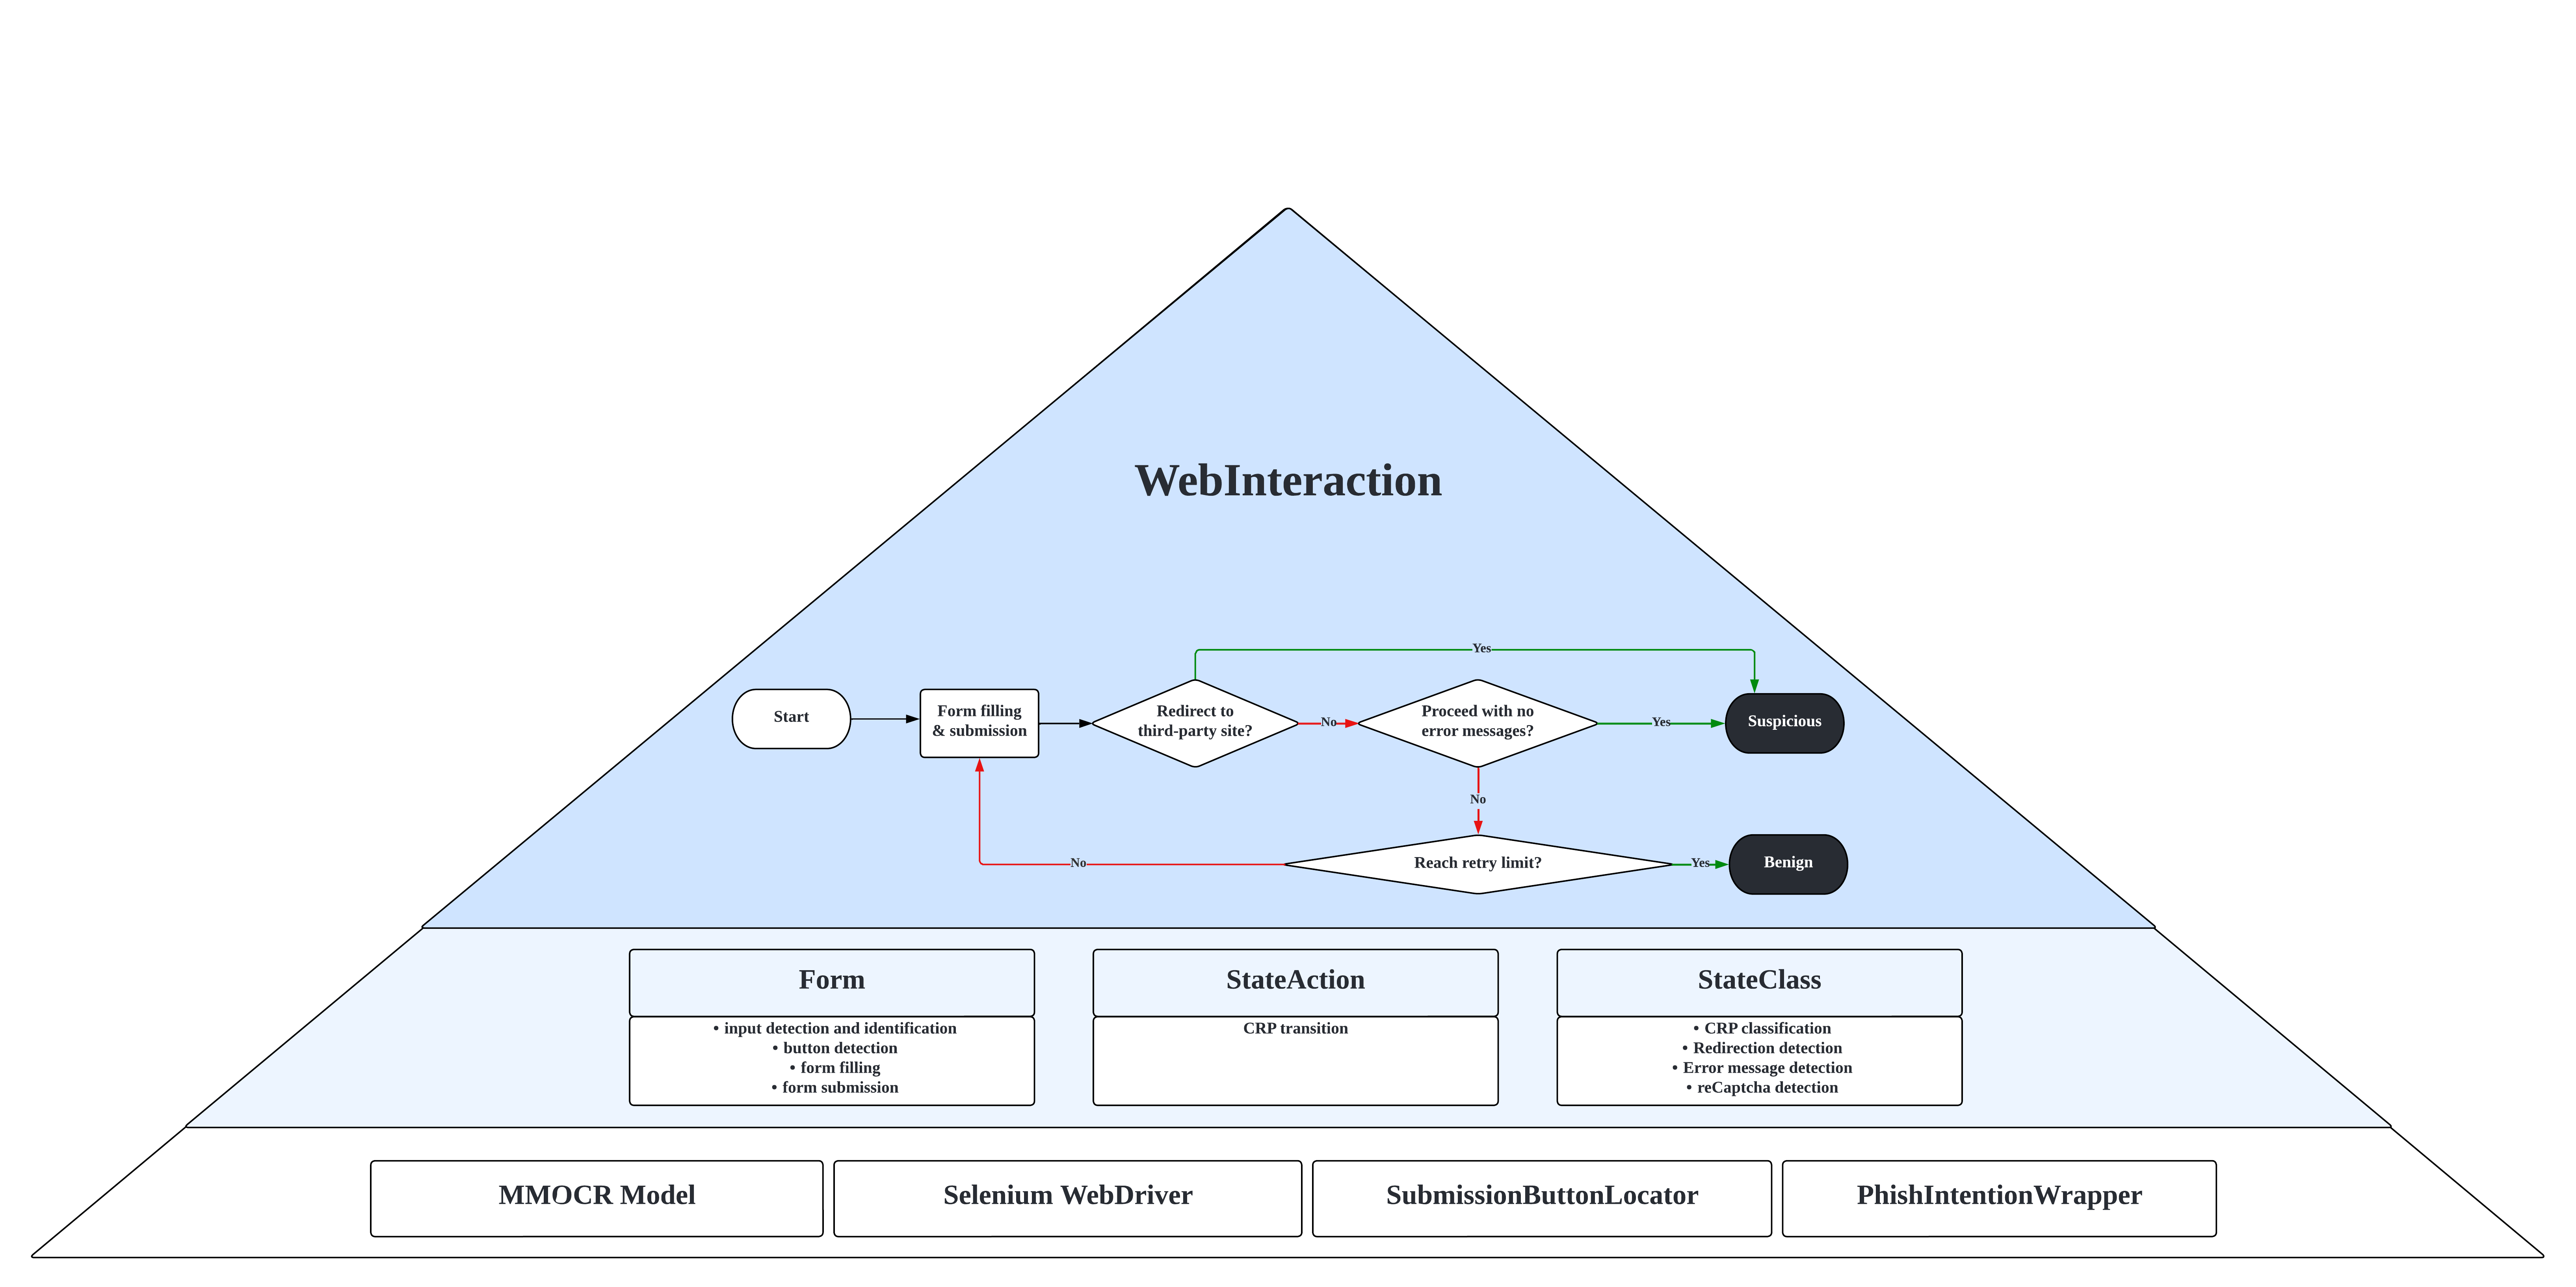 WebInteraction
Yes
Start
Form filling
& submission
Redirect to
third-party site?
No
Proceed with no
error messages?
Yes
Suspicious
No
No
Reach retry limit?
Yes
Benign
Form
• input detection and identification
• button detection
• form filling
• form submission
StateAction
CRP transition
StateClass
• CRP classification
• Redirection detection
• Error message detection
• reCaptcha detection
MMOCR Model
Selenium WebDriver
SubmissionButtonLocator
PhishIntentionWrapper